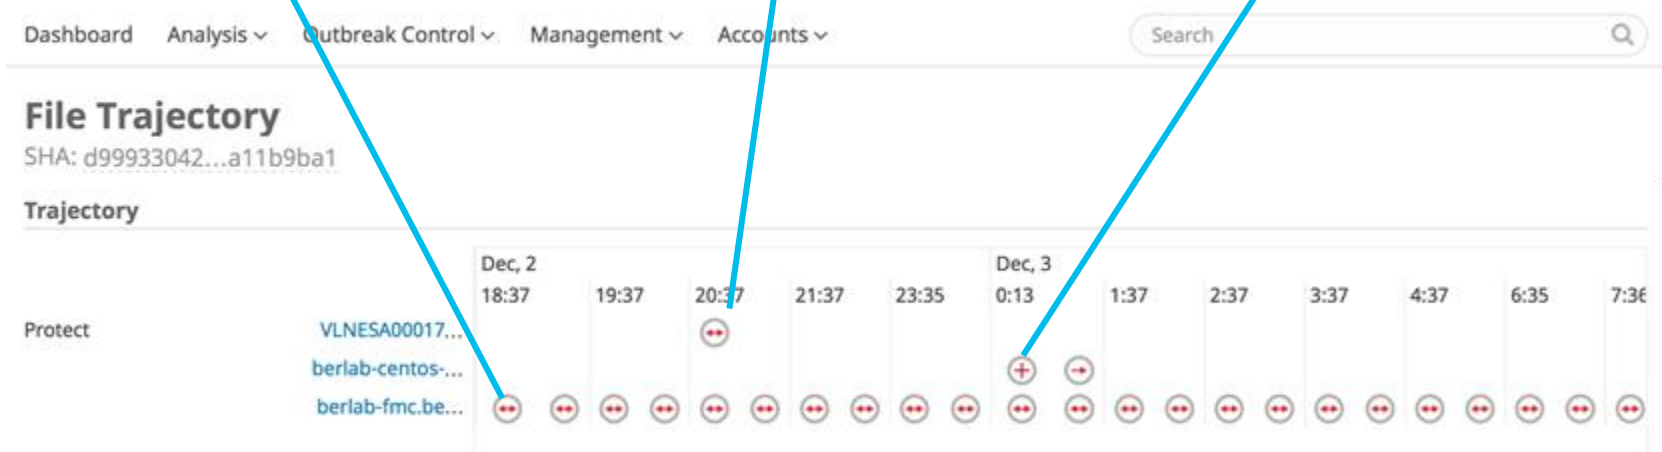 Dashboard Analysis Outbreak Control Management Accounts Search
File Trajectory
SHA: d99933042...a11b9ba1
Trajectory
Dec, 2 Dec, 3
18:37 19:37 20:37 21:37 23:35 0:13 1:37 2:37 3:37 4:37 6:35 7:36
Protect VLNESA00017...
berlab-centos-...
berlab-fmc.be...